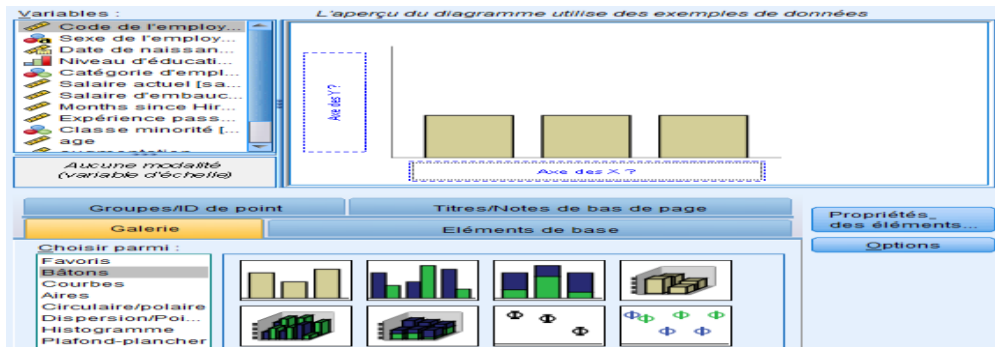 Variables :
L'aperçu du diagramme utilise des exemples de données
Code de l'employ...
Sexe de l'employ...
Date de naissan...
Niveau d'éducati...
Catégorie d'empl...
Salaire actuel [sa...
Salaire d'embauc...
Months since Hir...
Expérience pass...
Classe minorité [...
age
augmentation
Aucune modalité
(variable d'échelle)
Axe des Y ?
Axe des X ?
Groupes/ID de point
Titres/Notes de bas de page
Galerie
Eléments de base
Propriétés_
des éléments...
Options
Choisir parmi :
Favoris
Bâtons
Courbes
Aires
Circulaire/polaire
Dispersion/Poi...
Histogramme
Plafond-plancher